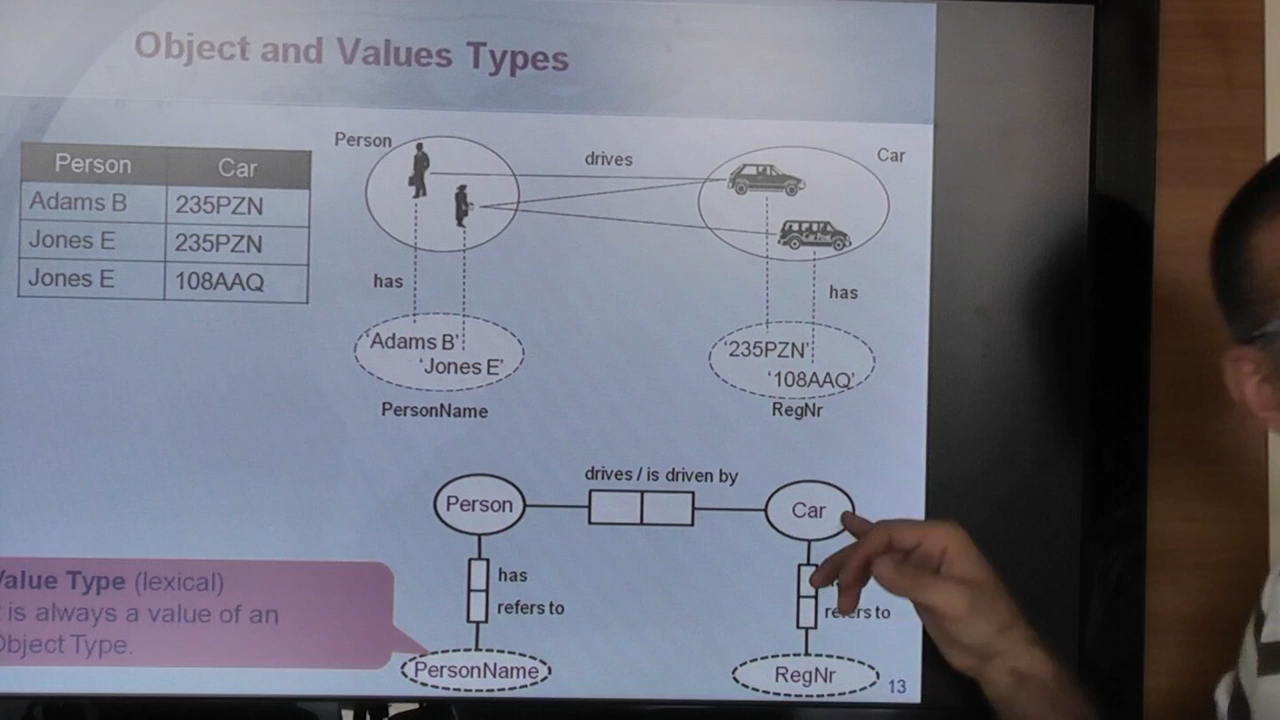 Object and Values Types
Person Car
Adams B 235PZN
Jones E 235PZN
Jones E 108AAQ
Person
drives
Car
has
has
'Adams B'
'Jones E'
PersonName
'235PZN'
'108AAQ'
RegNr
drives / is driven by
Person
Car
has
refers to
refers to
Value Type (lexical)
is always a value of an
Object Type.
PersonName
RegNr
13